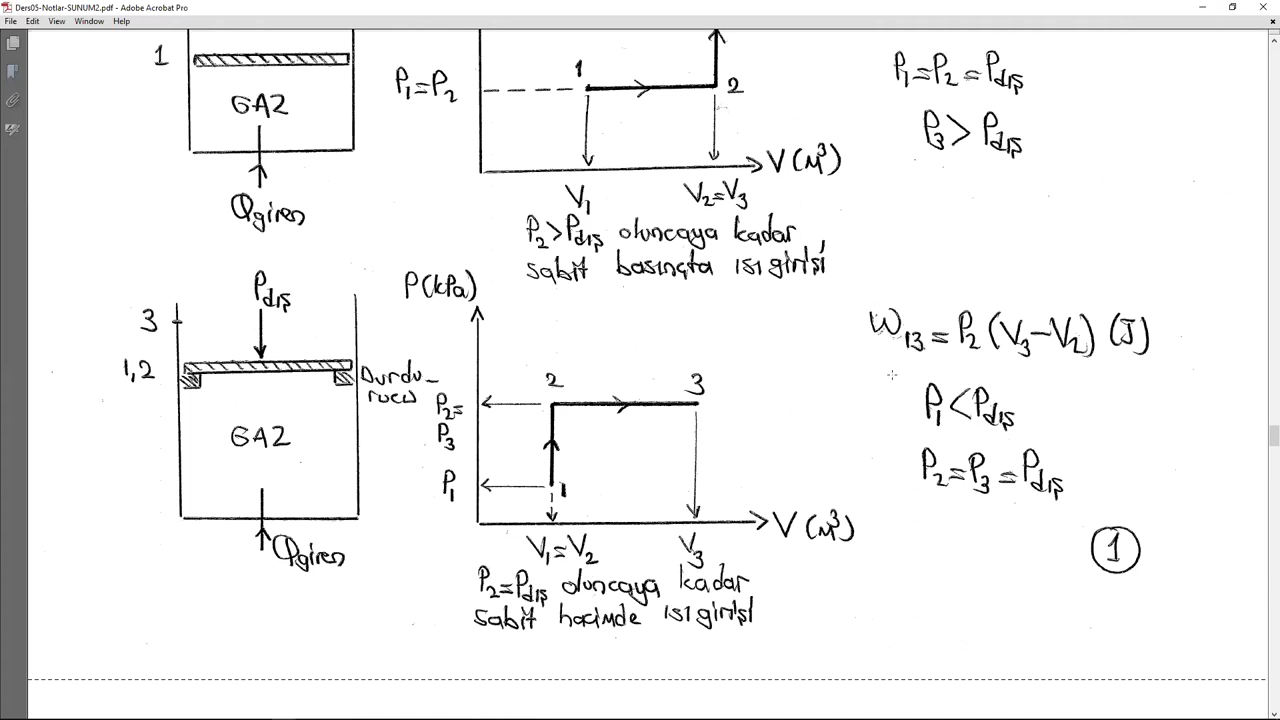 Ders05-Notlar-SUNUM2.pdf - Adobe Acrobat Pro
File Edit View Window Help
1
GAZ
Qgiren
P₁=P₂
1
2
V(m³)
V₁
V₂=V₃
P₂>Pdış oluncaya kadar
sabit basınçta ısı girişi
P₁=P₂=Pdış
P₃>Pdış
Pdış
3
1,2
Durdu-
rucu
GAZ
Qgiren
P(kPa)
2
3
P₂=
P₃
P₁
1
V(m³)
V₁=V₂
V₃
P₂=Pdış oluncaya kadar
sabit hacimde ısı girişi
W₁₃=P₂(V₃-V₂) (J)
P₁<Pdış
P₂=P₃=Pdış
1